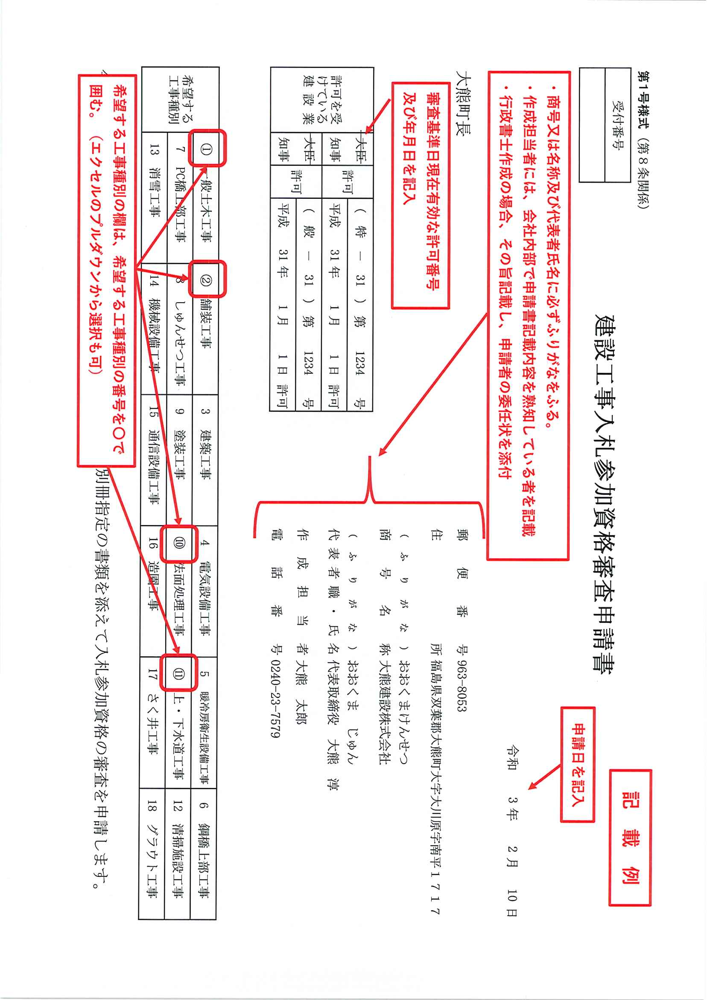 第1号様式（第８条関係）
受付番号
記　載　例
建設工事入札参加資格審査申請書
申請日を記入
令和　3 年　2 月　10 日
・商号又は名称及び代表者氏名に必ずふりがなをふる。
・作成担当者には、会社内部で申請書記載内容を熟知している者を記載
・行政書士作成の場合、その旨記載し、申請者の委任状を添付
大熊町長
郵便番号 963-8053
住所 福島県双葉郡大熊町大字大川原字南平１７１７
（ふりがな）おおくまけんせつ
商号名称 大熊建設株式会社
（ふりがな）おおくま　じゅん
代表者職・氏名 代表取締役　大熊　淳
作成担当者 大熊　太郎
電話番号 0240-23-7579
審査基準日現在有効な許可番号
及び年月日を記入
許可を受けている建設業
大臣 知事 許可 （ 特 － 31 ） 第 1234 号
平成 31 年 1 月 1 日 許可
大臣 知事 許可 （ 般 － 31 ） 第 1234 号
平成 31 年 1 月 1 日 許可
希望する工事種別
① 一般土木工事 ② 舗装工事 3 建築工事 4 電気設備工事 5 暖冷房衛生設備工事 6 鋼橋上部工事
7 PC橋上部工事 8 しゅんせつ工事 9 塗装工事 ⑩ 法面処理工事 ⑪ 上・下水道工事 12 清掃施設工事
13 消雪工事 14 機械設備工事 15 通信設備工事 16 造園工事 17 さく井工事 18 グラウト工事
希望する工事種別の欄は、希望する工事種別の番号を〇で
囲む。（エクセルのプルダウンから選択も可）
別冊指定の書類を添えて入札参加資格の審査を申請します。